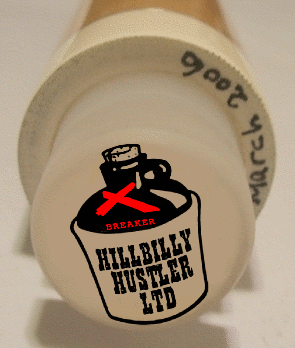 March 2006
X
BREAKER
HILLBILLY
HUSTLER
LTD